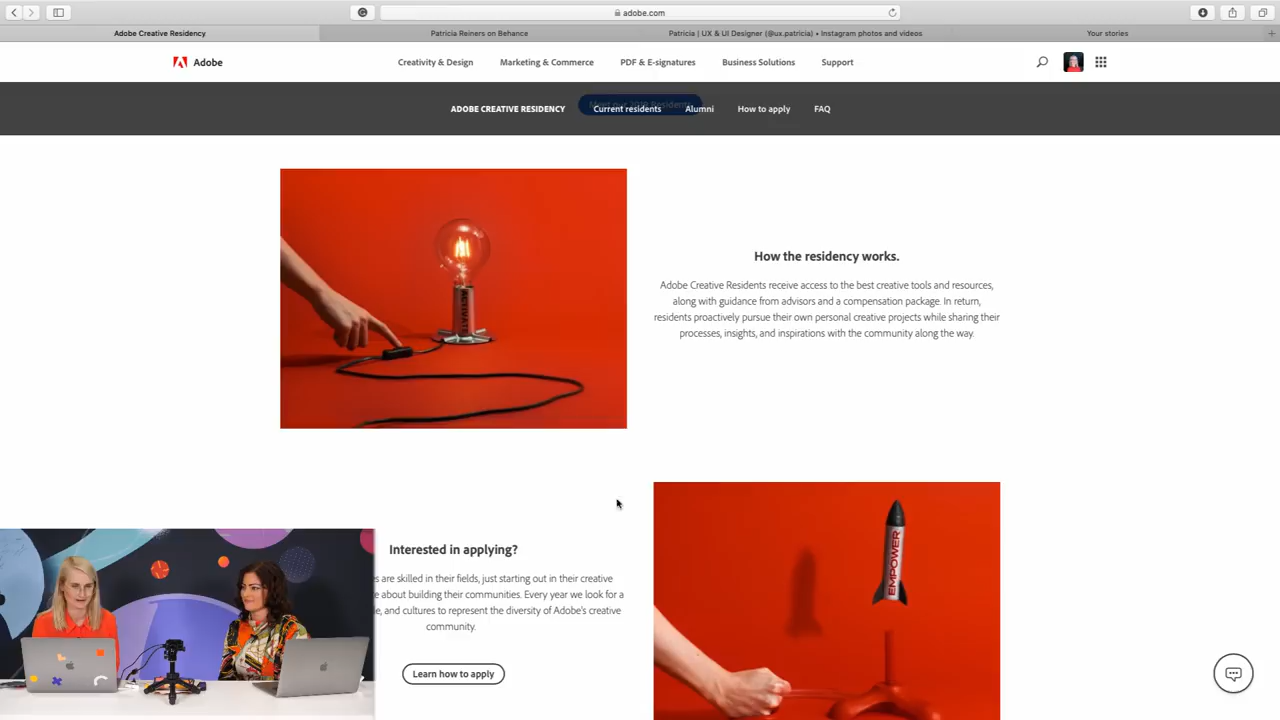 adobe.com
Adobe Creative Residency
Patricia Reiners on Behance
Patricia | UX & UI Designer (@ux.patricia) • Instagram photos and videos
Your stories
Adobe
Creativity & Design
Marketing & Commerce
PDF & E-signatures
Business Solutions
Support
ADOBE CREATIVE RESIDENCY
Current residents
Alumni
How to apply
FAQ
ACTIVATE
How the residency works.
Adobe Creative Residents receive access to the best creative tools and resources,
along with guidance from advisors and a compensation package. In return,
residents proactively pursue their own personal creative projects while sharing their
processes, insights, and inspirations with the community along the way.
Interested in applying?
es are skilled in their fields, just starting out in their creative
e about building their communities. Every year we look for a
le, and cultures to represent the diversity of Adobe's creative
community.
Learn how to apply
EMPOWER